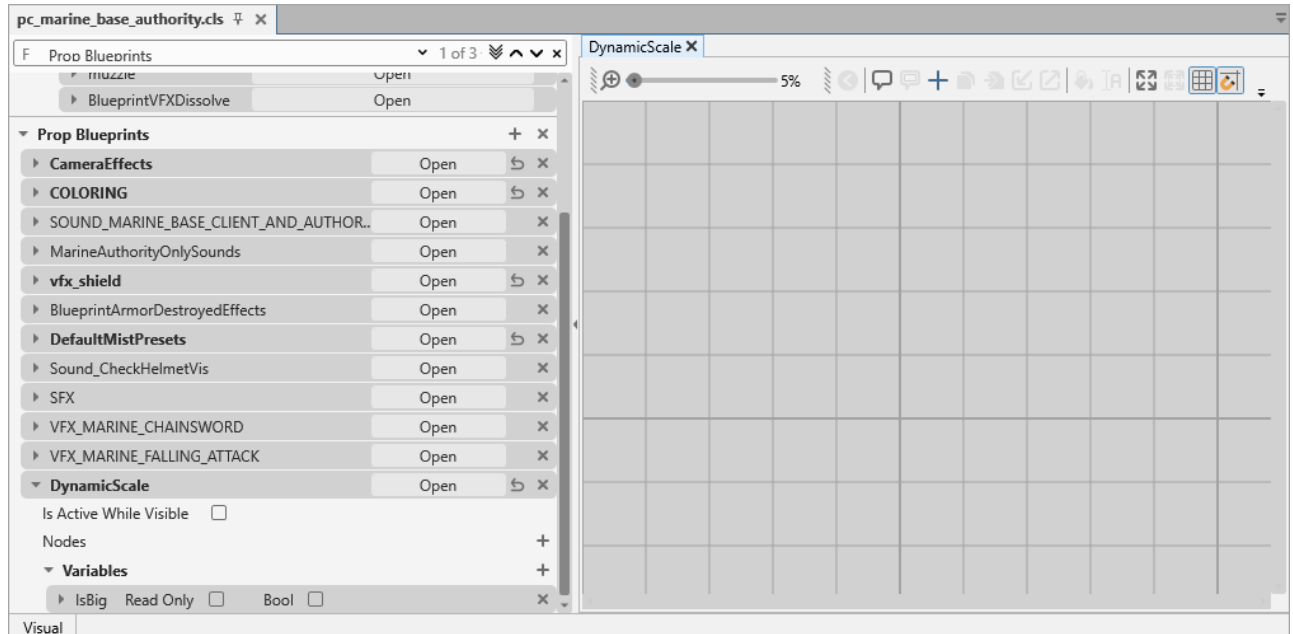 pc_marine_base_authority.cls
F Prop Blueprints 1 of 3
DynamicScale
5%
muzzle Open
BlueprintVFXDissolve Open
Prop Blueprints
CameraEffects Open
COLORING Open
SOUND_MARINE_BASE_CLIENT_AND_AUTHOR.. Open
MarineAuthorityOnlySounds Open
vfx_shield Open
BlueprintArmorDestroyedEffects Open
DefaultMistPresets Open
Sound_CheckHelmetVis Open
SFX Open
VFX_MARINE_CHAINSWORD Open
VFX_MARINE_FALLING_ATTACK Open
DynamicScale Open
Is Active While Visible
Nodes
Variables
IsBig Read Only Bool
Visual